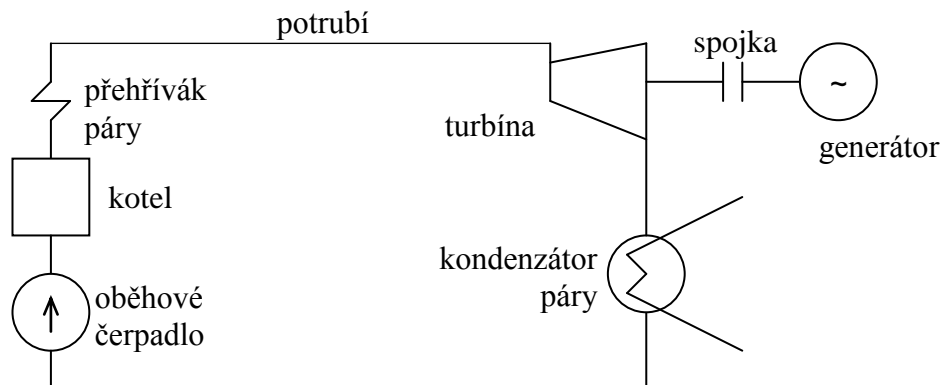 potrubí
spojka
přehřívák
páry
~
turbína
generátor
kotel
kondenzátor
páry
oběhové
čerpadlo